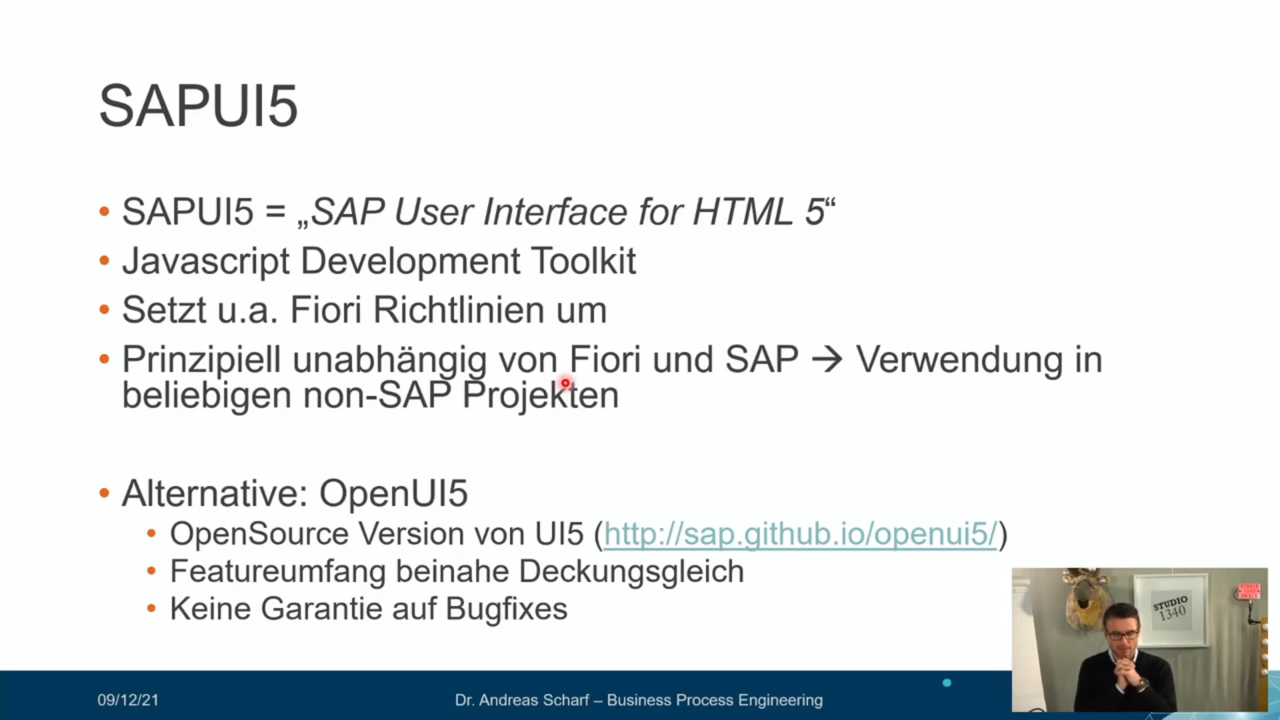 SAPUI5
• SAPUI5 = „SAP User Interface for HTML 5“
• Javascript Development Toolkit
• Setzt u.a. Fiori Richtlinien um
• Prinzipiell unabhängig von Fiori und SAP → Verwendung in
beliebigen non-SAP Projekten
• Alternative: OpenUI5
• OpenSource Version von UI5 (http://sap.github.io/openui5/)
• Featureumfang beinahe Deckungsgleich
• Keine Garantie auf Bugfixes
STUDIO
1340
09/12/21
Dr. Andreas Scharf – Business Process Engineering